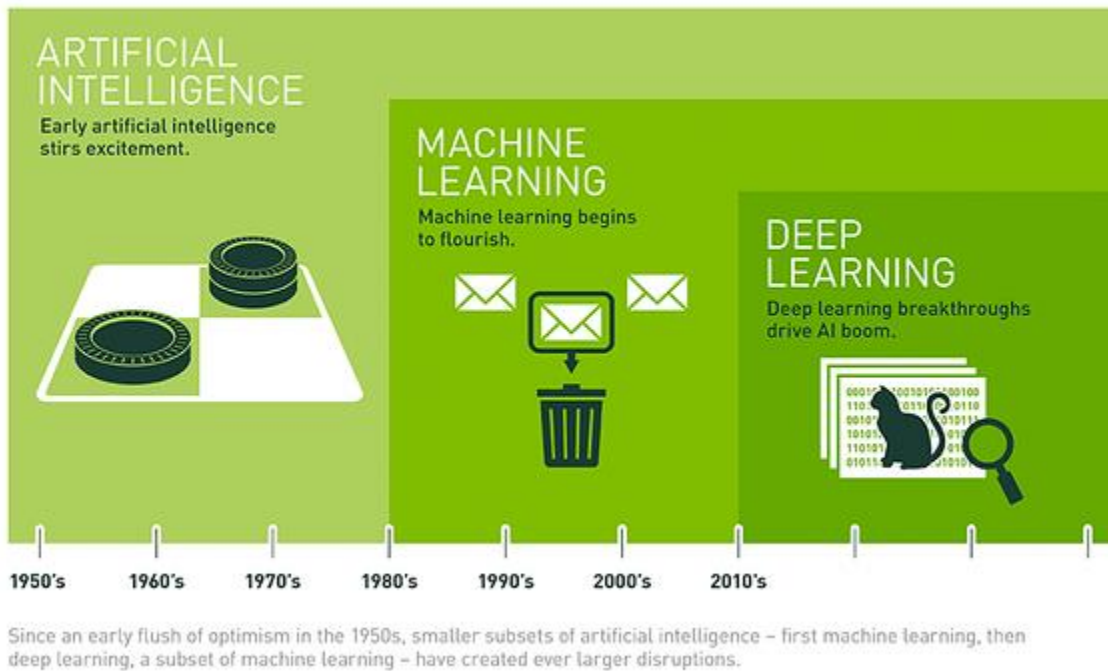 ARTIFICIAL
INTELLIGENCE
Early artificial intelligence
stirs excitement.
MACHINE
LEARNING
Machine learning begins
to flourish.
DEEP
LEARNING
Deep learning breakthroughs
drive AI boom.
1950's 1960's 1970's 1980's 1990's 2000's 2010's
Since an early flush of optimism in the 1950s, smaller subsets of artificial intelligence – first machine learning, then
deep learning, a subset of machine learning – have created ever larger disruptions.